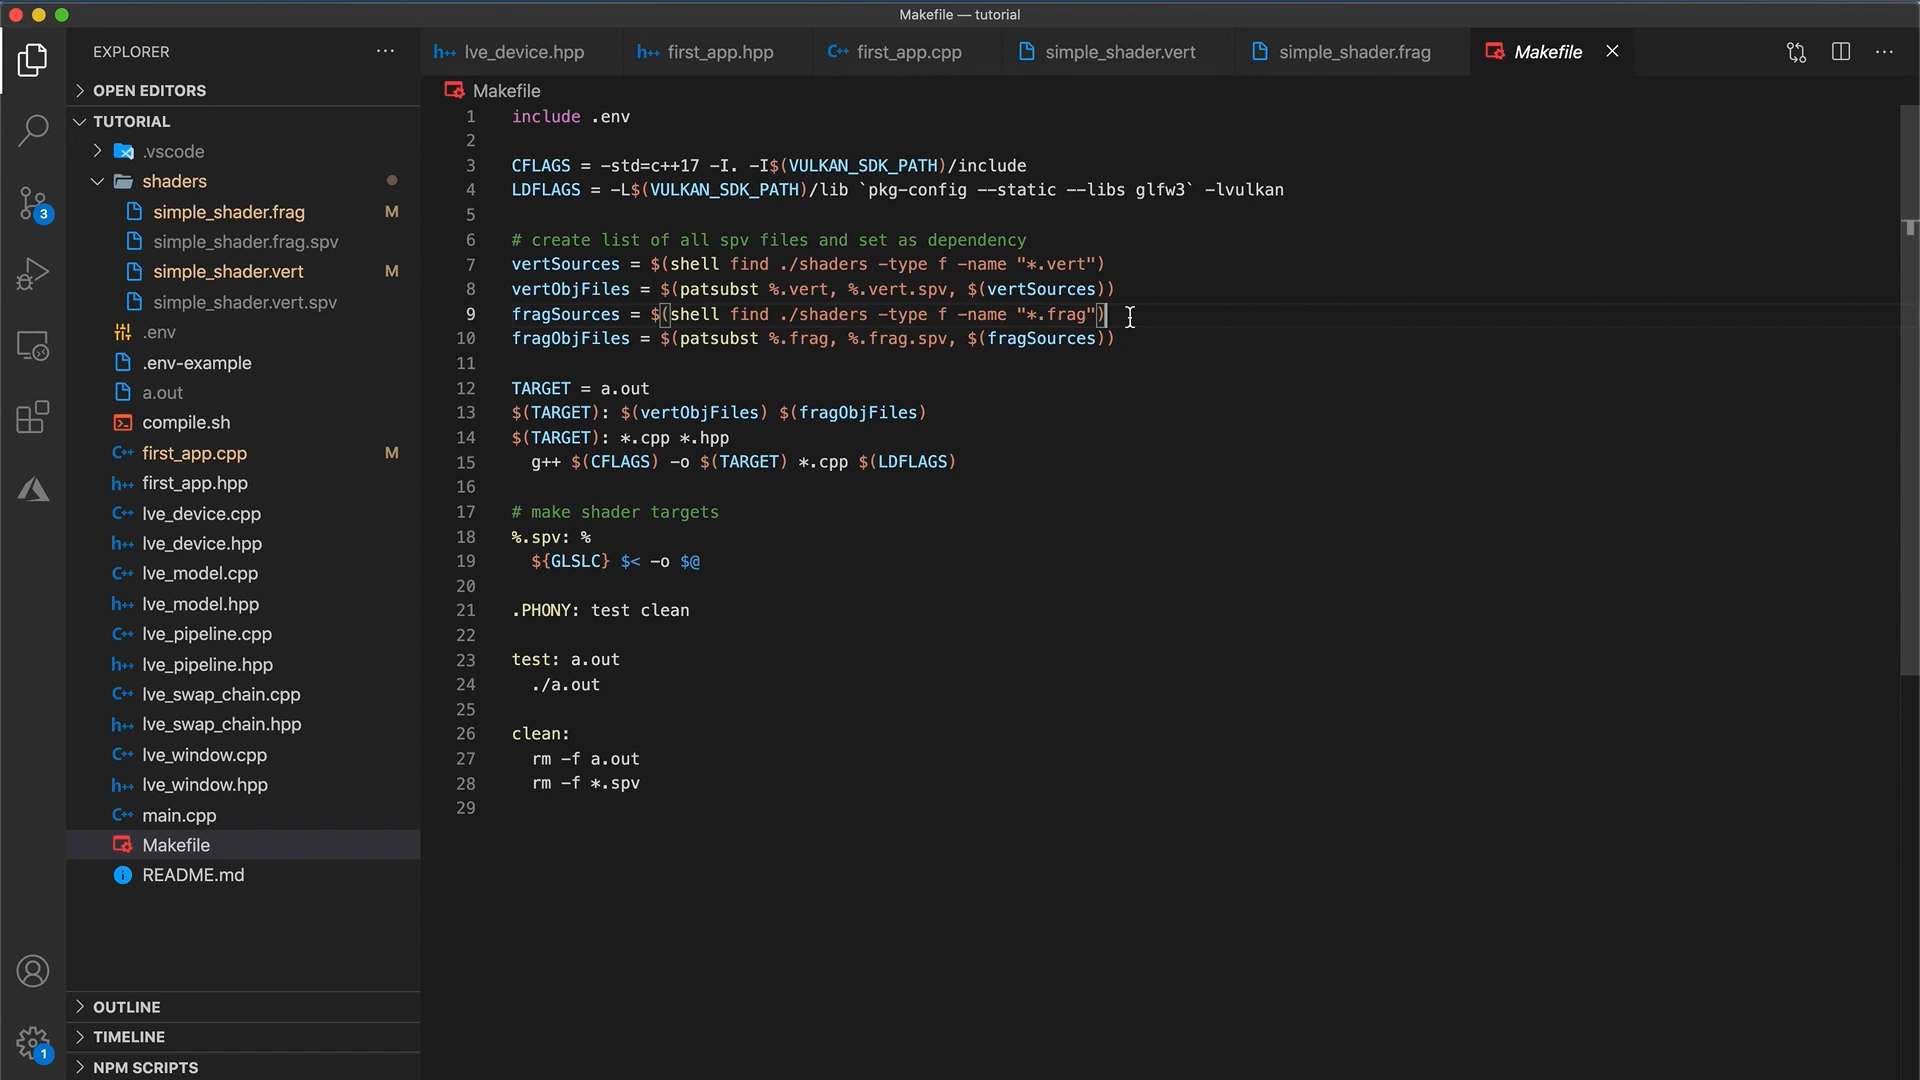 Makefile — tutorial
EXPLORER
lve_device.hpp
first_app.hpp
first_app.cpp
simple_shader.vert
simple_shader.frag
Makefile
OPEN EDITORS
TUTORIAL
.vscode
shaders
simple_shader.frag M
simple_shader.frag.spv
simple_shader.vert M
simple_shader.vert.spv
.env
.env-example
a.out
compile.sh
first_app.cpp M
first_app.hpp
lve_device.cpp
lve_device.hpp
lve_model.cpp
lve_model.hpp
lve_pipeline.cpp
lve_pipeline.hpp
lve_swap_chain.cpp
lve_swap_chain.hpp
lve_window.cpp
lve_window.hpp
main.cpp
Makefile
README.md
OUTLINE
TIMELINE
NPM SCRIPTS
3
1
Makefile
1 include .env
2
3 CFLAGS = -std=c++17 -I. -I$(VULKAN_SDK_PATH)/include
4 LDFLAGS = -L$(VULKAN_SDK_PATH)/lib `pkg-config --static --libs glfw3` -lvulkan
5
6 # create list of all spv files and set as dependency
7 vertSources = $(shell find ./shaders -type f -name "*.vert")
8 vertObjFiles = $(patsubst %.vert, %.vert.spv, $(vertSources))
9 fragSources = $(shell find ./shaders -type f -name "*.frag")
10 fragObjFiles = $(patsubst %.frag, %.frag.spv, $(fragSources))
11
12 TARGET = a.out
13 $(TARGET): $(vertObjFiles) $(fragObjFiles)
14 $(TARGET): *.cpp *.hpp
15 g++ $(CFLAGS) -o $(TARGET) *.cpp $(LDFLAGS)
16
17 # make shader targets
18 %.spv: %
19 ${GLSLC} $< -o $@
20
21 .PHONY: test clean
22
23 test: a.out
24 ./a.out
25
26 clean:
27 rm -f a.out
28 rm -f *.spv
29